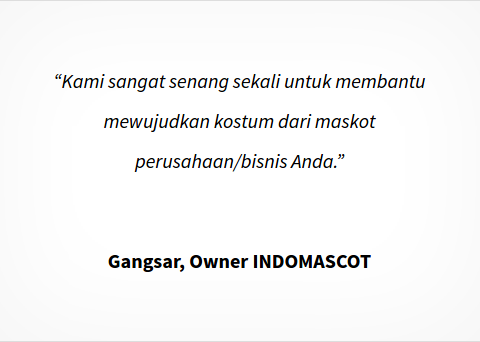 “Kami sangat senang sekali untuk membantu
mewujudkan kostum dari maskot
perusahaan/bisnis Anda.”
Gangsar, Owner INDOMASCOT